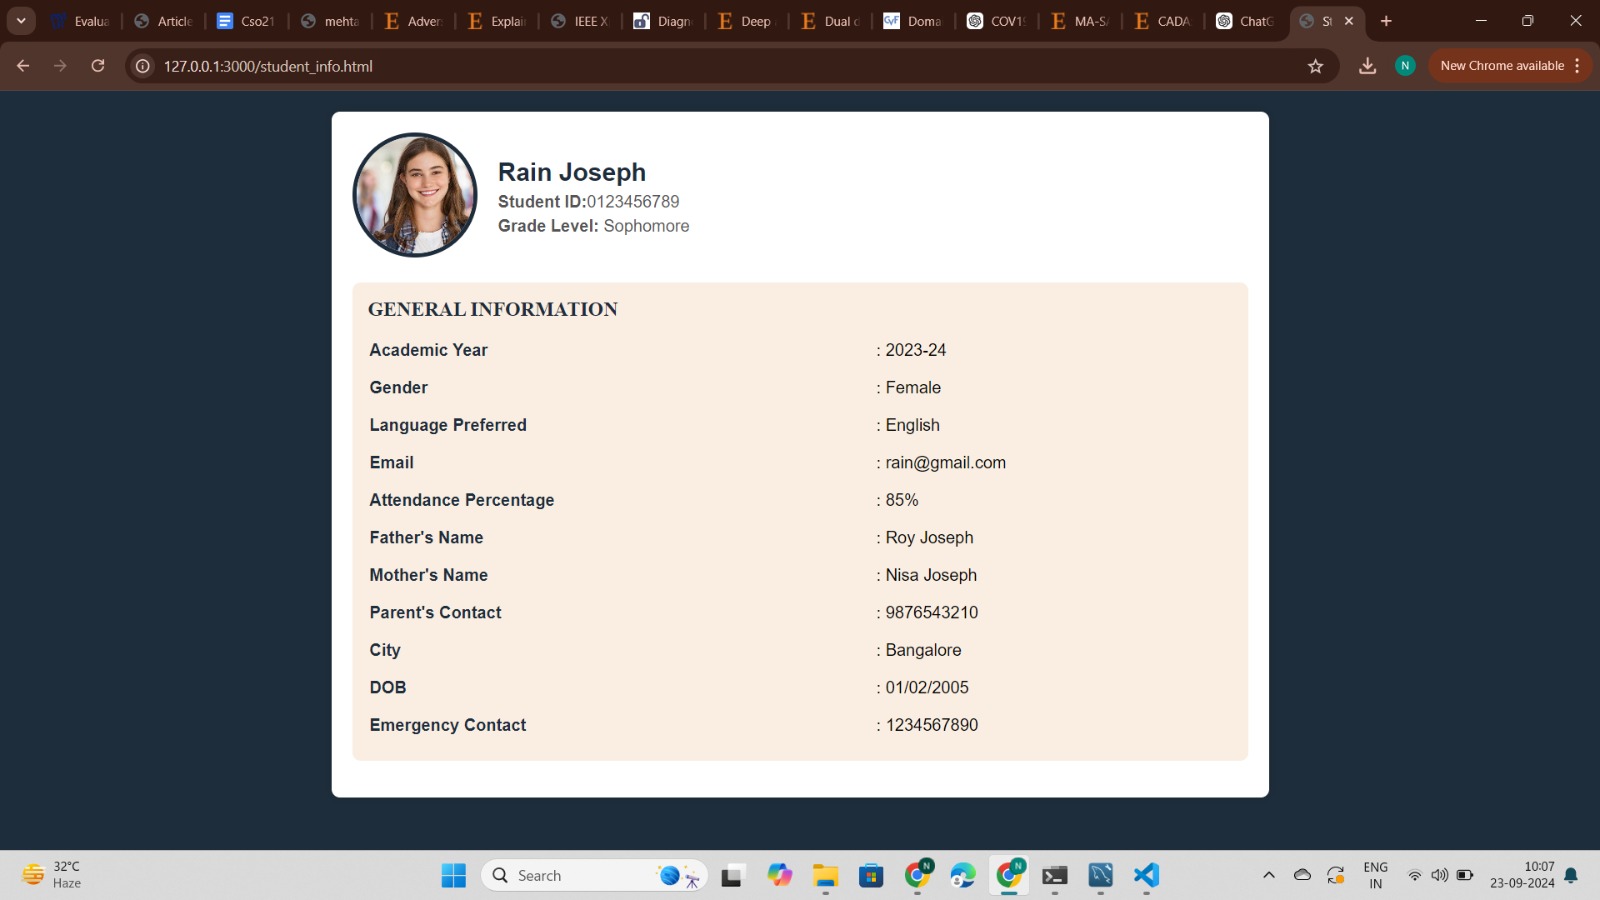 Evalua
Article
Cso21
mehta
Adver
Explai
IEEE X
Diagn
Deep
Dual d
Doma
COV19
MA-S
CADA
ChatG
St
127.0.0.1:3000/student_info.html
N
New Chrome available
Rain Joseph
Student ID:0123456789
Grade Level: Sophomore
GENERAL INFORMATION
Academic Year : 2023-24
Gender : Female
Language Preferred : English
Email : rain@gmail.com
Attendance Percentage : 85%
Father's Name : Roy Joseph
Mother's Name : Nisa Joseph
Parent's Contact : 9876543210
City : Bangalore
DOB : 01/02/2005
Emergency Contact : 1234567890
32°C
Haze
Search
ENG
IN
10:07
23-09-2024